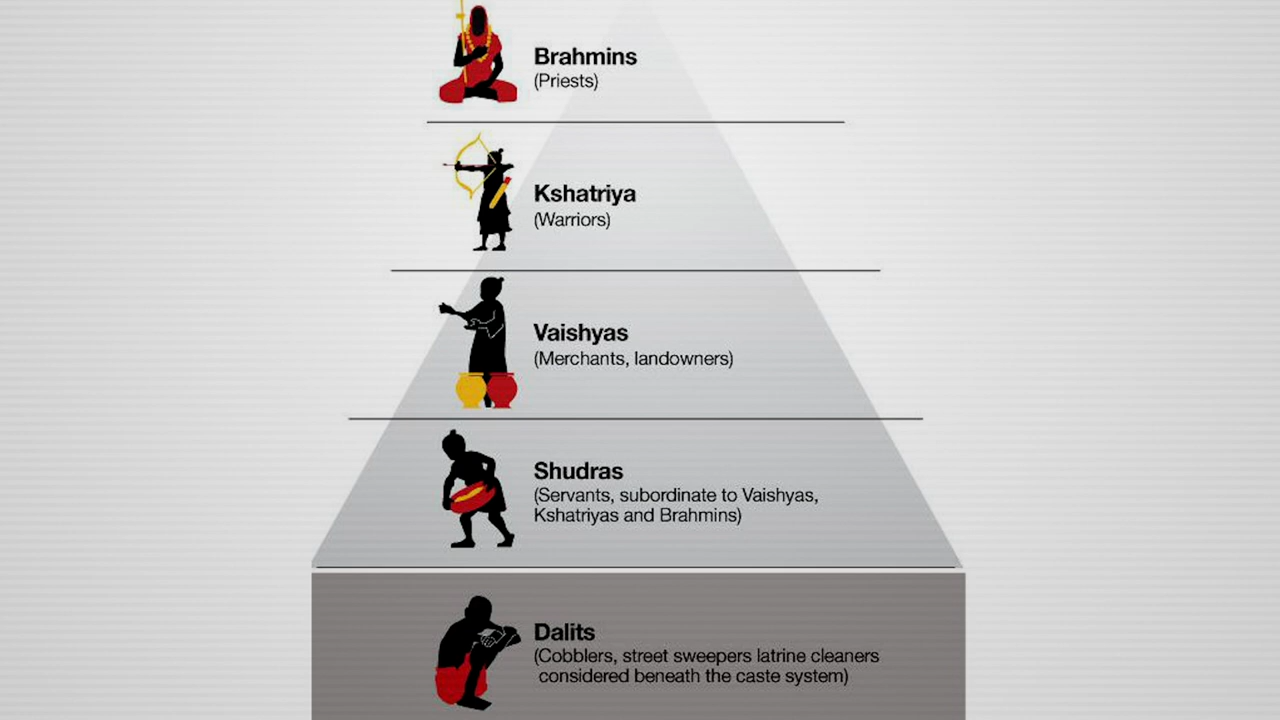 Brahmins
(Priests)
Kshatriya
(Warriors)
Vaishyas
(Merchants, landowners)
Shudras
(Servants, subordinate to Vaishyas,
Kshatriyas and Brahmins)
Dalits
(Cobblers, street sweepers latrine cleaners
considered beneath the caste system)